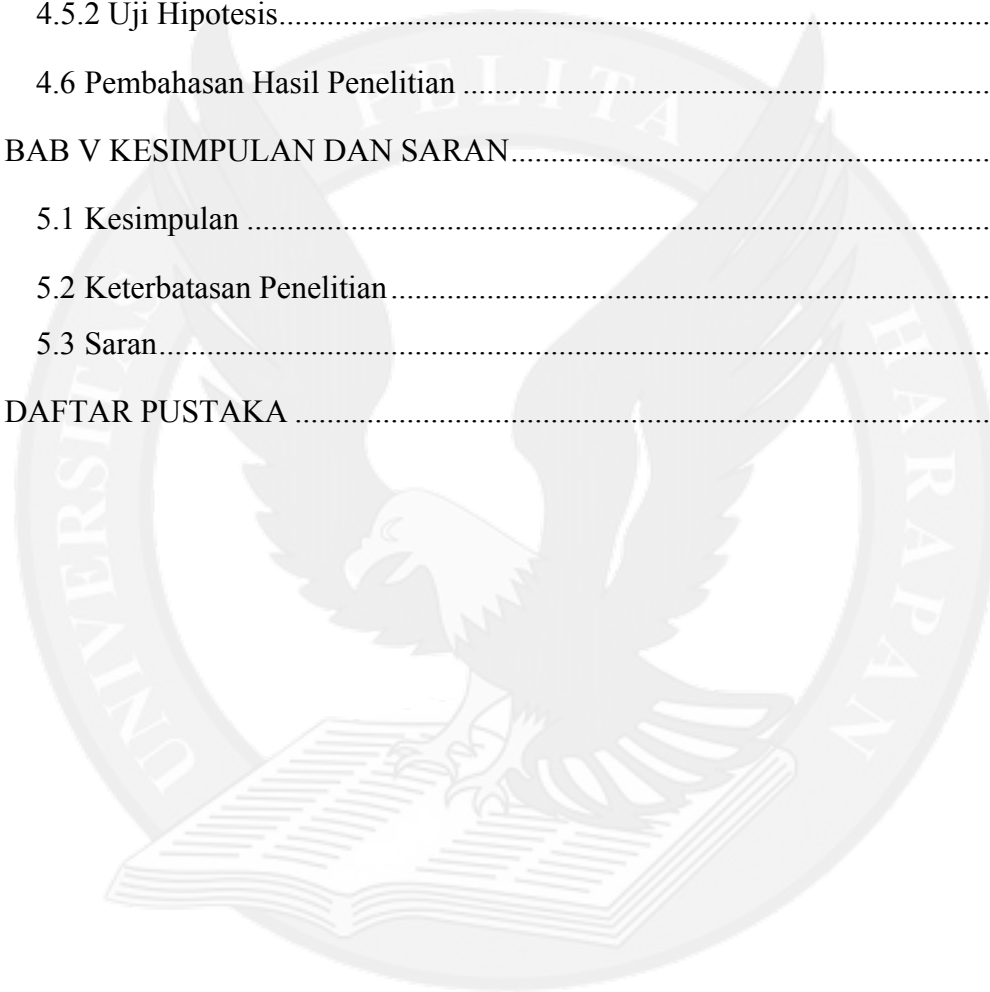 4.5.2 Uji Hipotesis................................................................................
4.6 Pembahasan Hasil Penelitian ................................................................
BAB V KESIMPULAN DAN SARAN................................................................
5.1 Kesimpulan ................................................................................
5.2 Keterbatasan Penelitian................................................................
5.3 Saran................................................................................
DAFTAR PUSTAKA ................................................................................
UNIVERSITAS PELITA HARAPAN